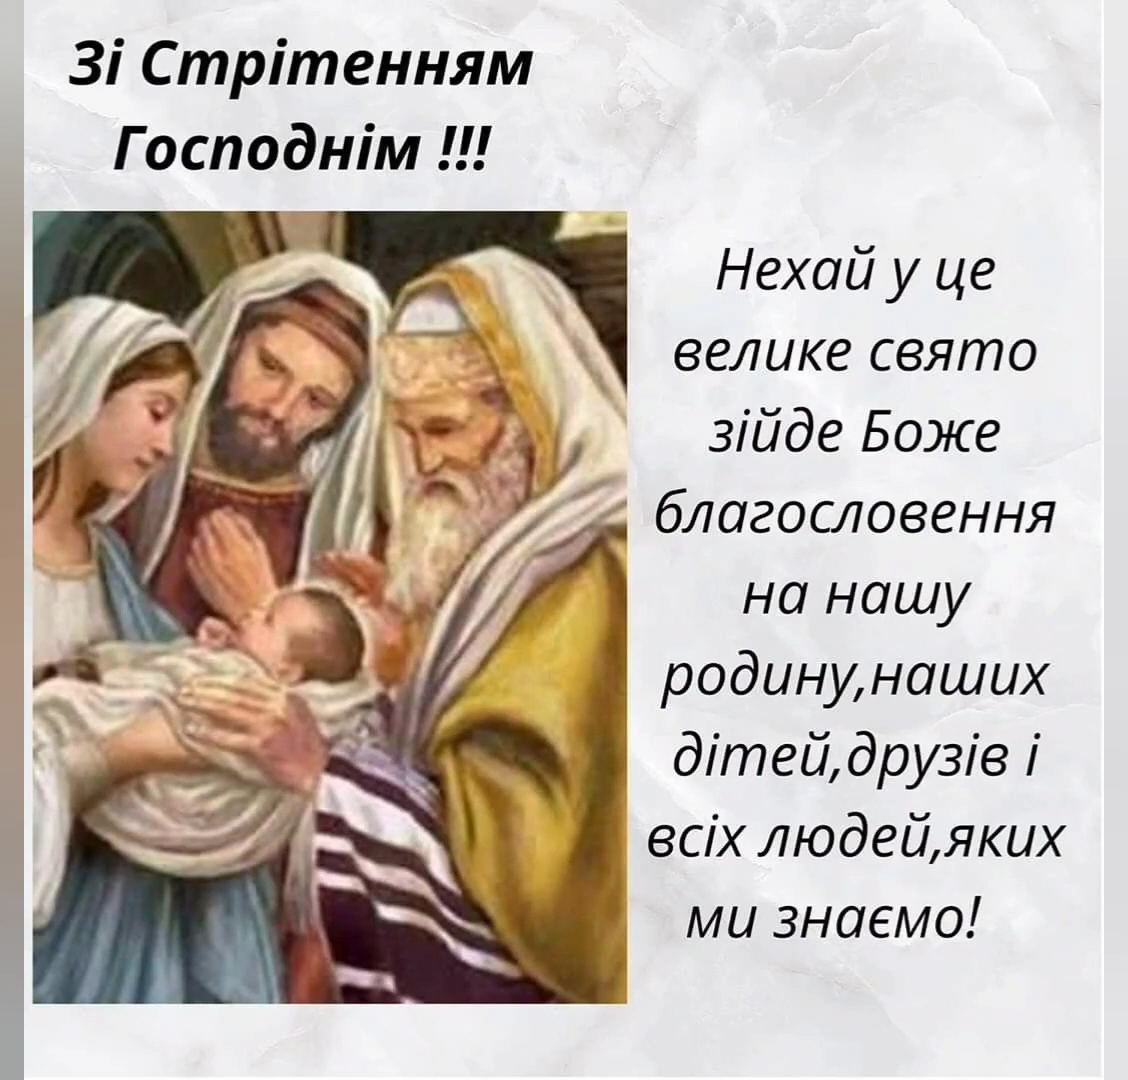 Зі Стрітенням
Господнім !!!
Нехай у це
велике свято
зійде Боже
благословення
на нашу
родину,наших
дітей,друзів і
всіх людей,яких
ми знаємо!